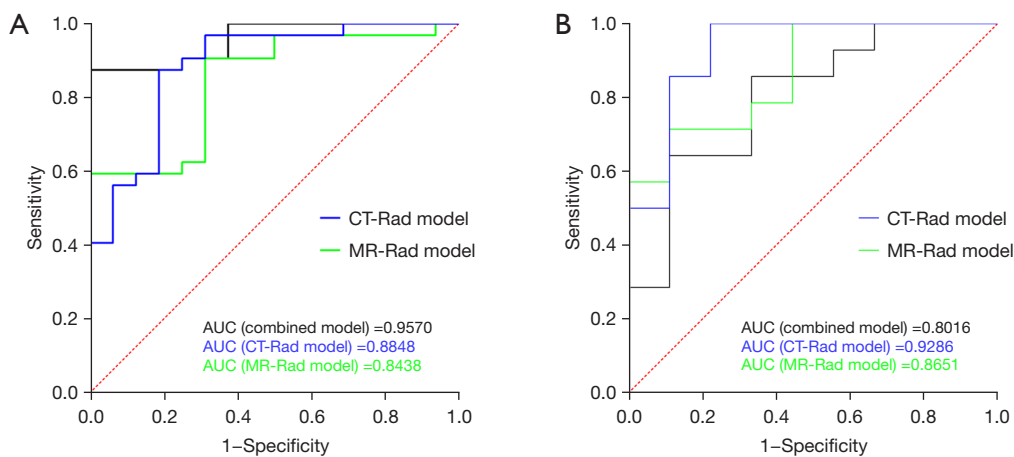 A
1.0
0.8
0.6
0.4
0.2
0.0
Sensitivity
CT-Rad model
MR-Rad model
AUC (combined model) =0.9570
AUC (CT-Rad model) =0.8848
AUC (MR-Rad model) =0.8438
0.0 0.2 0.4 0.6 0.8 1.0
1−Specificity
B
1.0
0.8
0.6
0.4
0.2
0.0
Sensitivity
CT-Rad model
MR-Rad model
AUC (combined model) =0.8016
AUC (CT-Rad model) =0.9286
AUC (MR-Rad model) =0.8651
0.0 0.2 0.4 0.6 0.8 1.0
1−Specificity